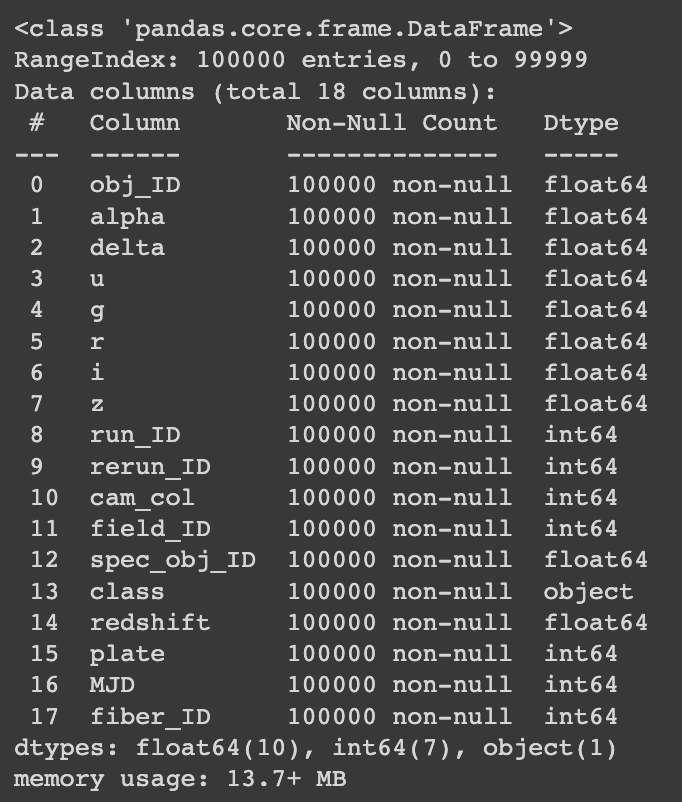 <class 'pandas.core.frame.DataFrame'>
RangeIndex: 100000 entries, 0 to 99999
Data columns (total 18 columns):
 #   Column       Non-Null Count   Dtype
---  ------       --------------   -----
 0   obj_ID       100000 non-null  float64
 1   alpha        100000 non-null  float64
 2   delta        100000 non-null  float64
 3   u            100000 non-null  float64
 4   g            100000 non-null  float64
 5   r            100000 non-null  float64
 6   i            100000 non-null  float64
 7   z            100000 non-null  float64
 8   run_ID       100000 non-null  int64
 9   rerun_ID     100000 non-null  int64
 10  cam_col      100000 non-null  int64
 11  field_ID     100000 non-null  int64
 12  spec_obj_ID  100000 non-null  float64
 13  class        100000 non-null  object
 14  redshift     100000 non-null  float64
 15  plate        100000 non-null  int64
 16  MJD          100000 non-null  int64
 17  fiber_ID     100000 non-null  int64
dtypes: float64(10), int64(7), object(1)
memory usage: 13.7+ MB